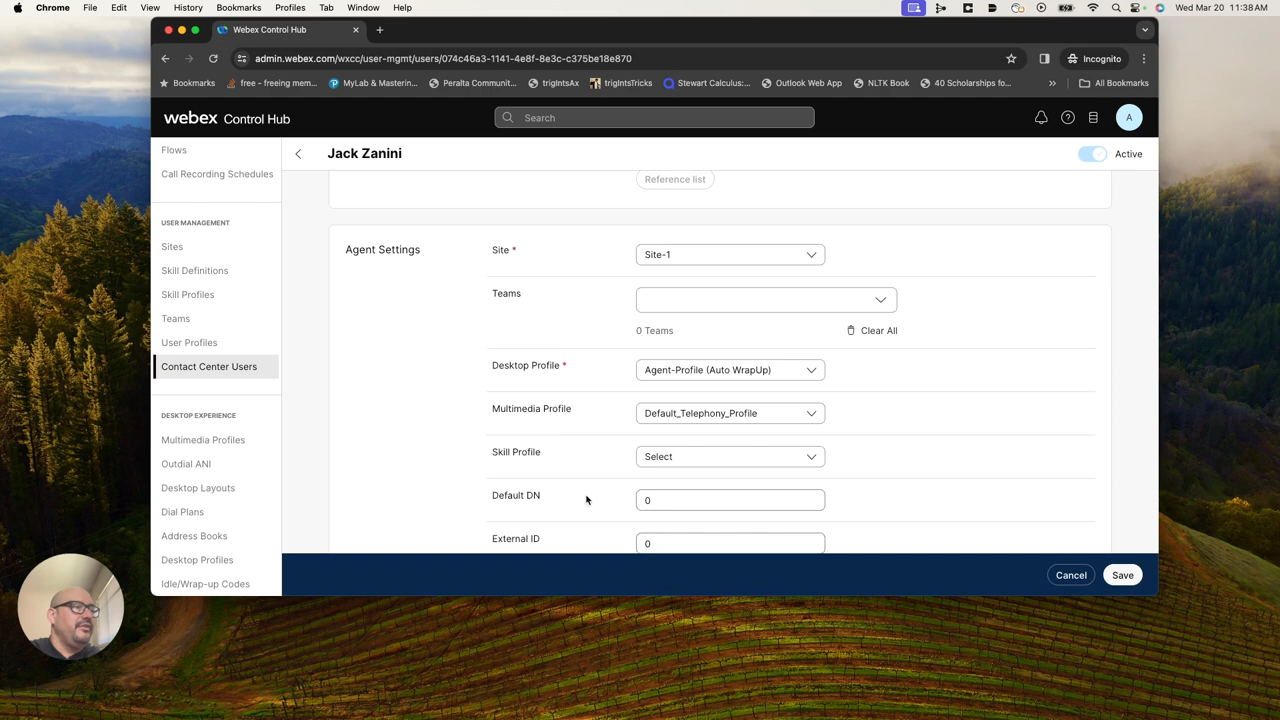 Chrome File Edit View History Bookmarks Profiles Tab Window Help Wed Mar 20 11:38AM
Webex Control Hub
admin.webex.com/wxcc/user-mgmt/users/074c46a3-1141-4e8f-8e3c-c375be18e870 Incognito
Bookmarks free - freeing mem... MyLab & Masterin... Peralta Communit... trigIntsAx trigIntsTricks Stewart Calculus:... Outlook Web App NLTK Book 40 Scholarships fo... » All Bookmarks
webex Control Hub Search A
Flows
Call Recording Schedules
USER MANAGEMENT
Sites
Skill Definitions
Skill Profiles
Teams
User Profiles
Contact Center Users
DESKTOP EXPERIENCE
Multimedia Profiles
Outdial ANI
Desktop Layouts
Dial Plans
Address Books
Desktop Profiles
Idle/Wrap-up Codes
Jack Zanini Active
Reference list
Agent Settings
Site * Site-1
Teams
0 Teams Clear All
Desktop Profile * Agent-Profile (Auto WrapUp)
Multimedia Profile Default_Telephony_Profile
Skill Profile Select
Default DN 0
External ID 0
Cancel Save